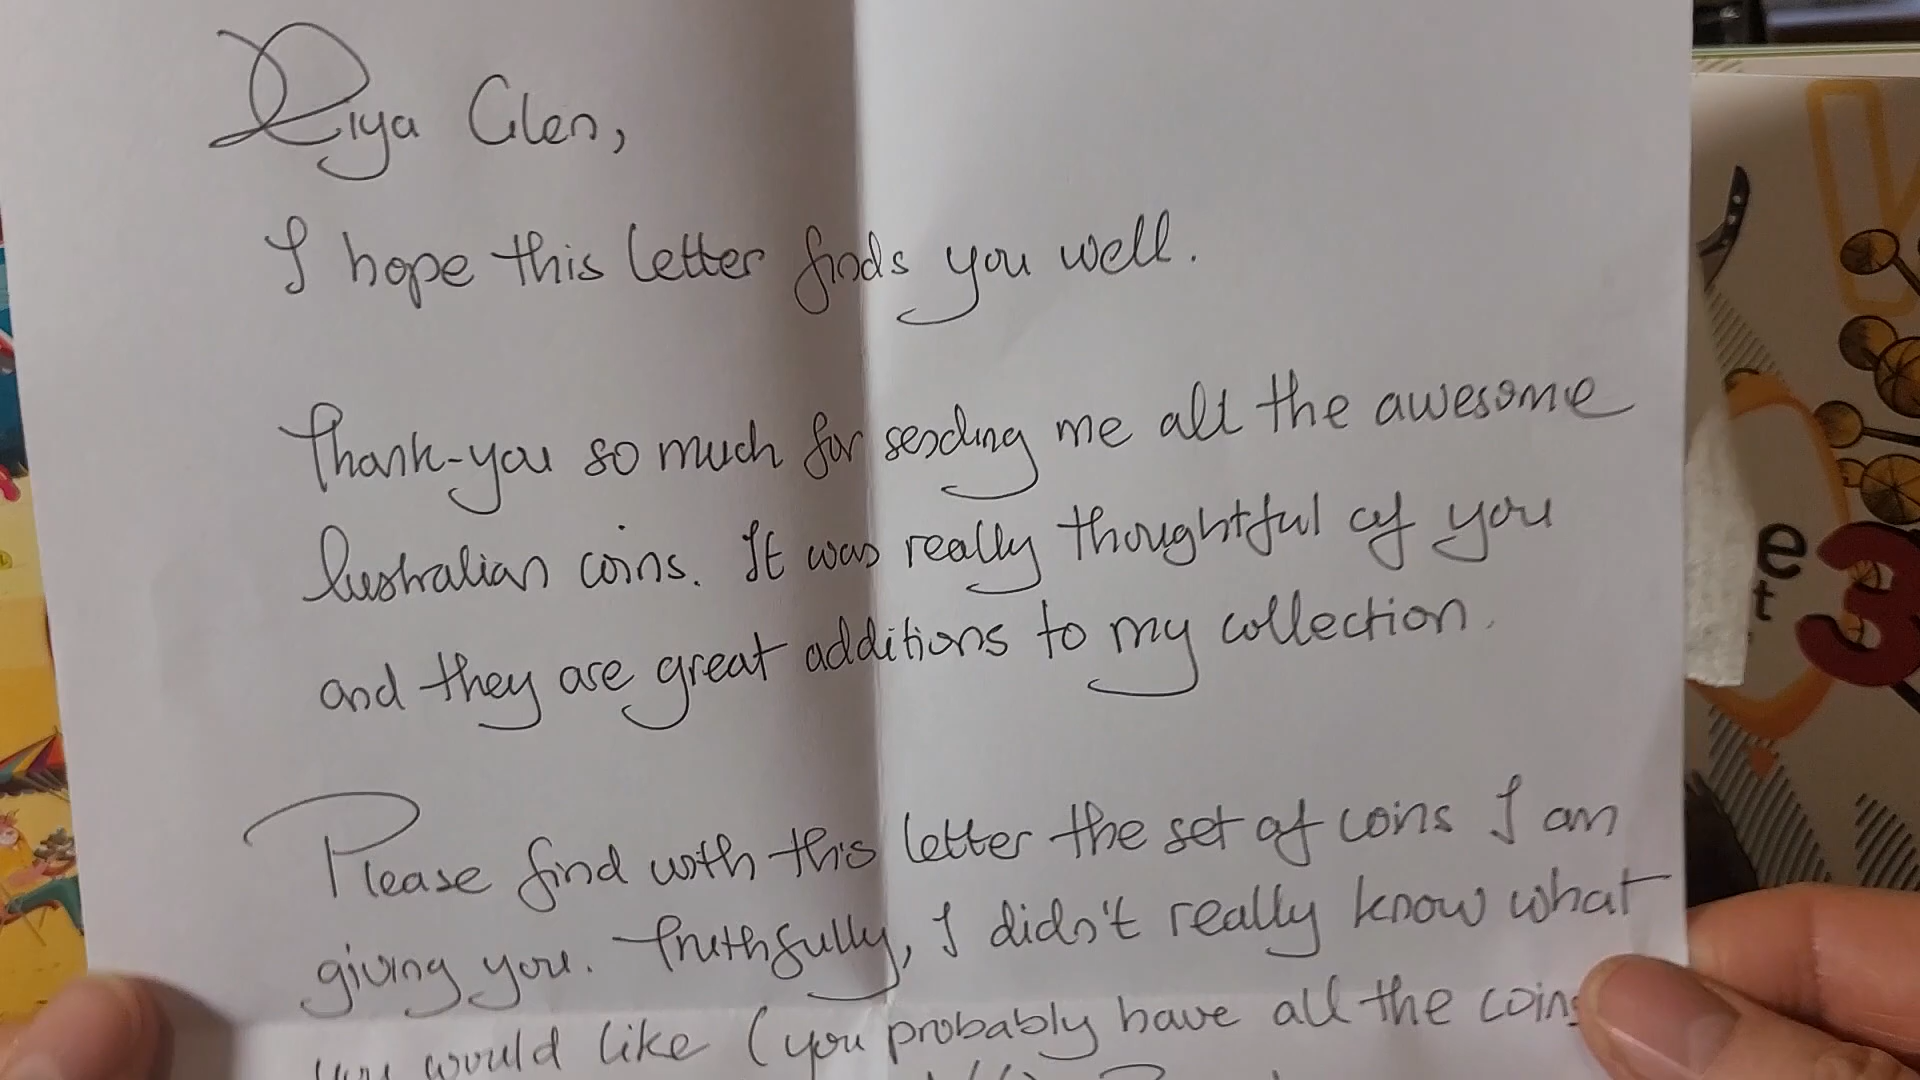 Diya Glen,
I hope this letter finds you well.
Thank-you so much for sending me all the awesome
Australian coins. It was really thoughtful of you
and they are great additions to my collection.
Please find with this letter the set of coins I am
giving you. Truthfully, I didn't really know what
you would like (you probably have all the coins
e
t
3